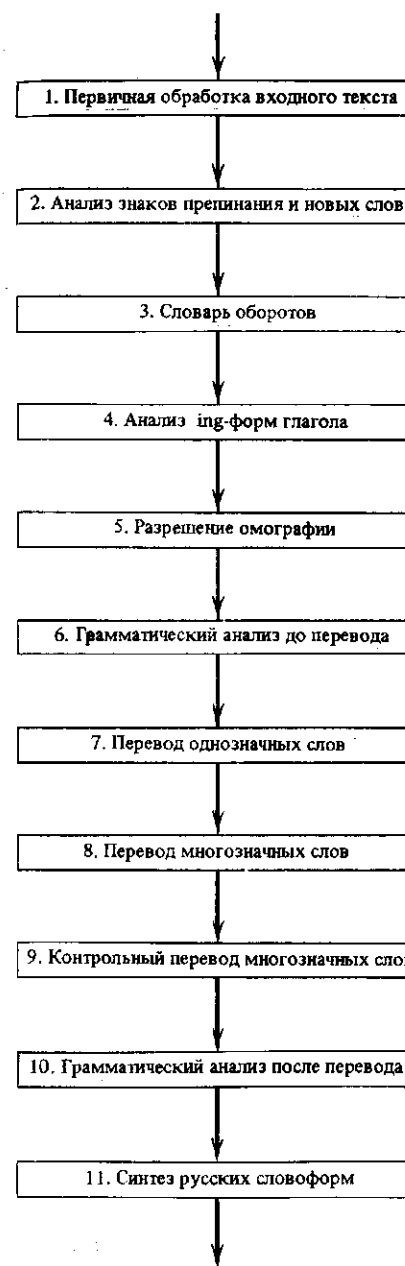 1. Первичная обработка входного текста
2. Анализ знаков препинания и новых слов
3. Словарь оборотов
4. Анализ ing-форм глагола
5. Разрешение омографии
6. Грамматический анализ до перевода
7. Перевод однозначных слов
8. Перевод многозначных слов
9. Контрольный перевод многозначных сло
10. Грамматический анализ после перевода
11. Синтез русских словоформ